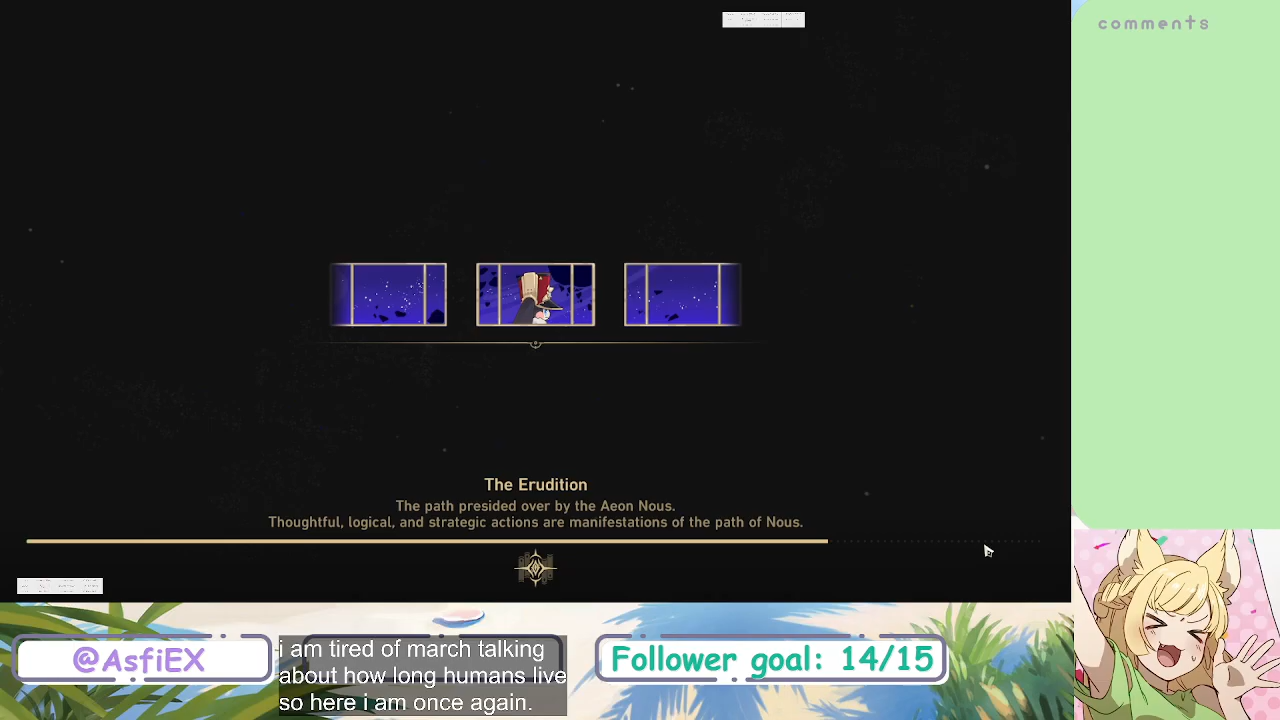 comments
The Erudition
The path presided over by the Aeon Nous.
Thoughtful, logical, and strategic actions are manifestations of the path of Nous.
@AsfiEX
i am tired of march talking
about how long humans live
so here i am once again.
Follower goal: 14/15